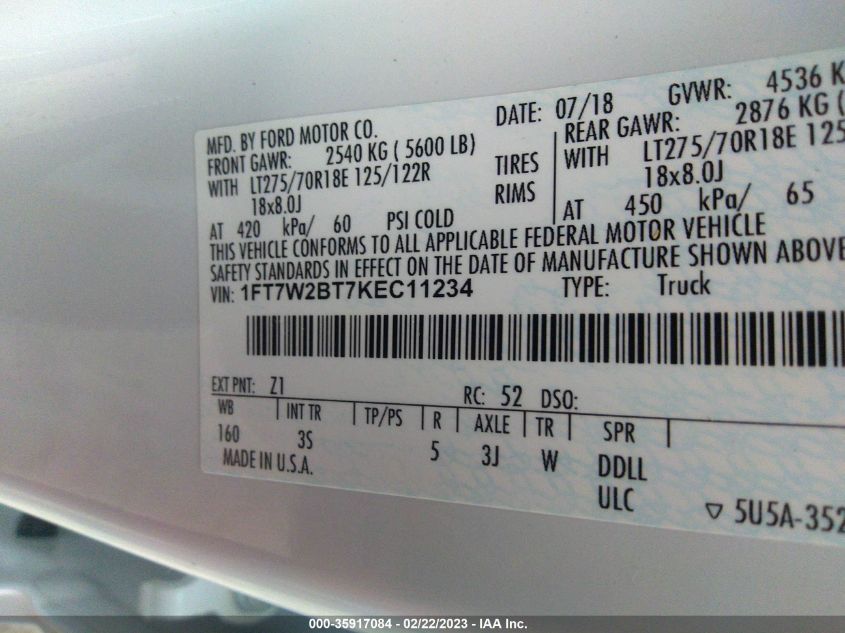 MFD. BY FORD MOTOR CO. DATE: 07/18 GVWR: 4536 K
FRONT GAWR: 2540 KG ( 5600 LB) REAR GAWR: 2876 KG (
WITH LT275/70R18E 125/122R TIRES WITH LT275/70R18E 125
18x8.0J RIMS 18x8.0J
AT 420 kPa/ 60 PSI COLD AT 450 kPa/ 65
THIS VEHICLE CONFORMS TO ALL APPLICABLE FEDERAL MOTOR VEHICLE
SAFETY STANDARDS IN EFFECT ON THE DATE OF MANUFACTURE SHOWN ABOVE
VIN: 1FT7W2BT7KEC11234 TYPE: Truck
EXT PNT: Z1 RC: 52 DSO:
WB INT TR TP/PS R AXLE TR SPR
160 3S 5 3J W DDLL
MADE IN U.S.A. ULC
5U5A-352
000-35917084 - 02/22/2023 - IAA Inc.